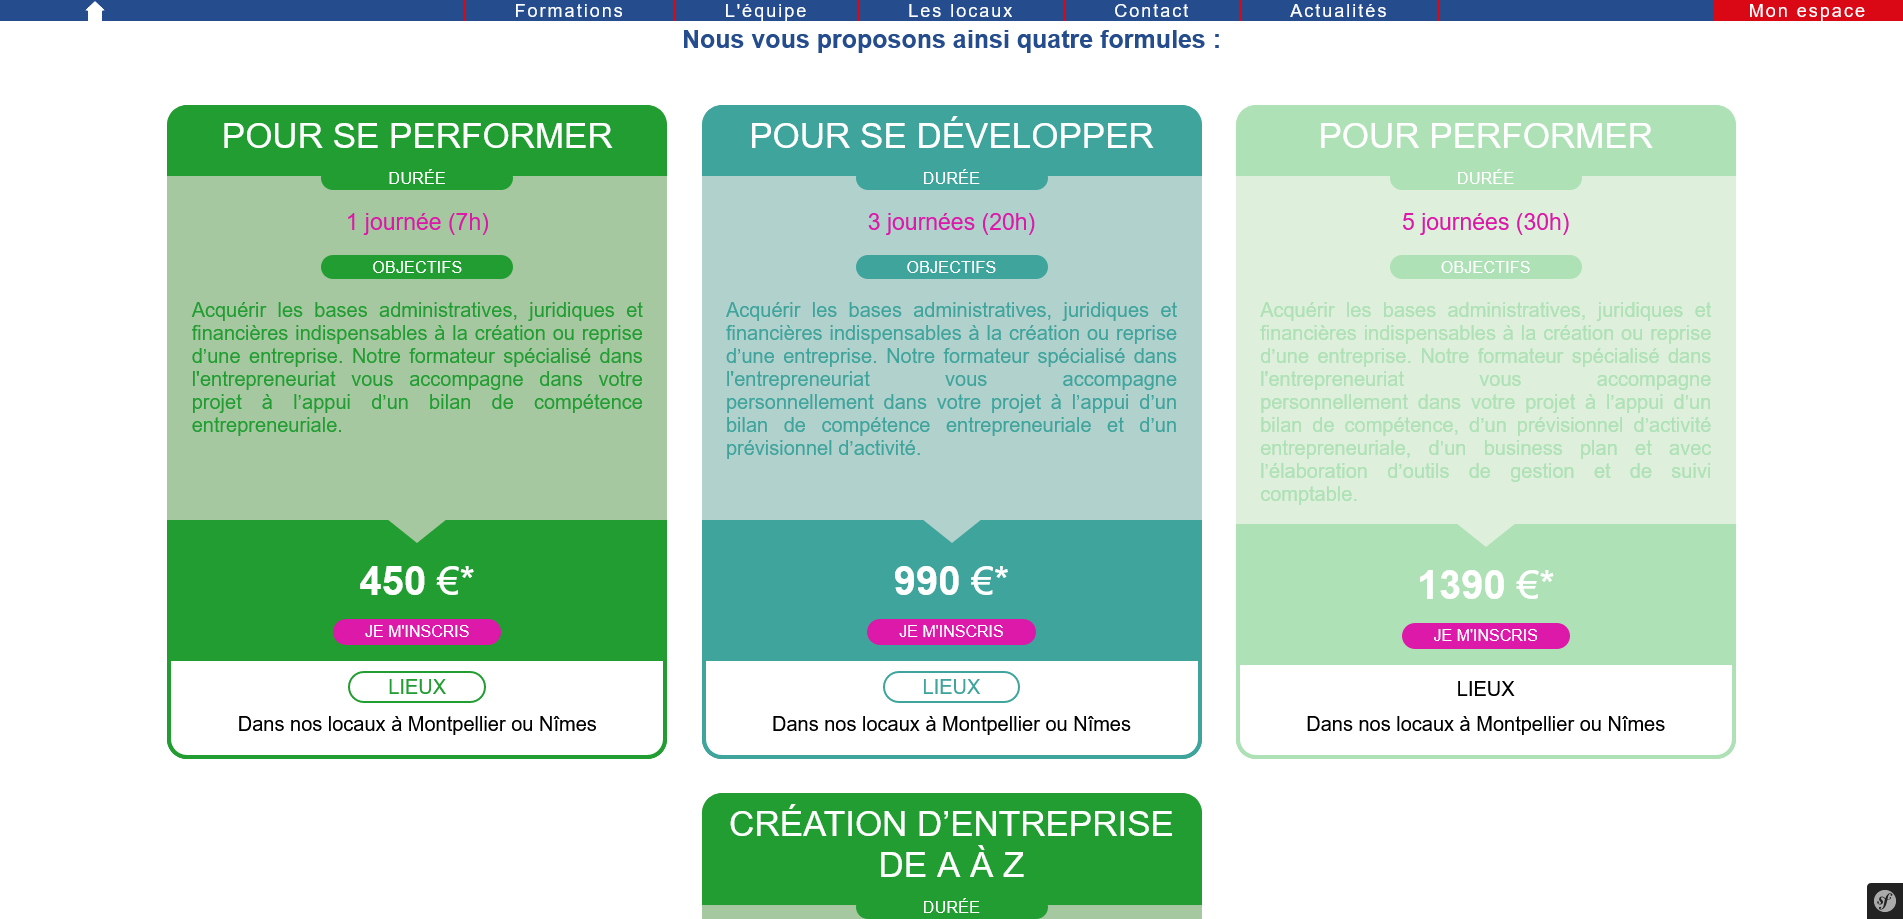 Formations
L'équipe
Les locaux
Contact
Actualités
Mon espace
Nous vous proposons ainsi quatre formules :
POUR SE PERFORMER
DURÉE
1 journée (7h)
OBJECTIFS
Acquérir les bases administratives, juridiques et
financières indispensables à la création ou reprise
d’une entreprise. Notre formateur spécialisé dans
l'entrepreneuriat vous accompagne dans votre
projet à l’appui d’un bilan de compétence
entrepreneuriale.
450 €*
JE M'INSCRIS
LIEUX
Dans nos locaux à Montpellier ou Nîmes
POUR SE DÉVELOPPER
DURÉE
3 journées (20h)
OBJECTIFS
Acquérir les bases administratives, juridiques et
financières indispensables à la création ou reprise
d’une entreprise. Notre formateur spécialisé dans
l'entrepreneuriat vous accompagne
personnellement dans votre projet à l’appui d’un
bilan de compétence entrepreneuriale et d’un
prévisionnel d’activité.
990 €*
JE M'INSCRIS
LIEUX
Dans nos locaux à Montpellier ou Nîmes
POUR PERFORMER
DURÉE
5 journées (30h)
OBJECTIFS
Acquérir les bases administratives, juridiques et
financières indispensables à la création ou reprise
d’une entreprise. Notre formateur spécialisé dans
l'entrepreneuriat vous accompagne
personnellement dans votre projet à l’appui d’un
bilan de compétence, d’un prévisionnel d’activité
entrepreneuriale, d’un business plan et avec
l’élaboration d’outils de gestion et de suivi
comptable.
1390 €*
JE M'INSCRIS
LIEUX
Dans nos locaux à Montpellier ou Nîmes
CRÉATION D’ENTREPRISE
DE A À Z
DURÉE
sf